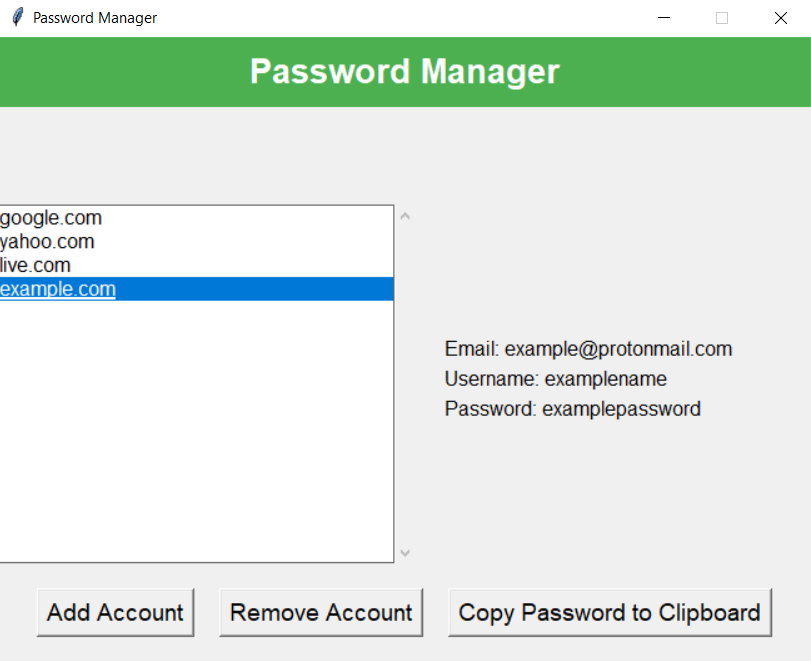 Password Manager
Password Manager
google.com
yahoo.com
live.com
example.com
Email: example@protonmail.com
Username: examplename
Password: examplepassword
Add Account
Remove Account
Copy Password to Clipboard